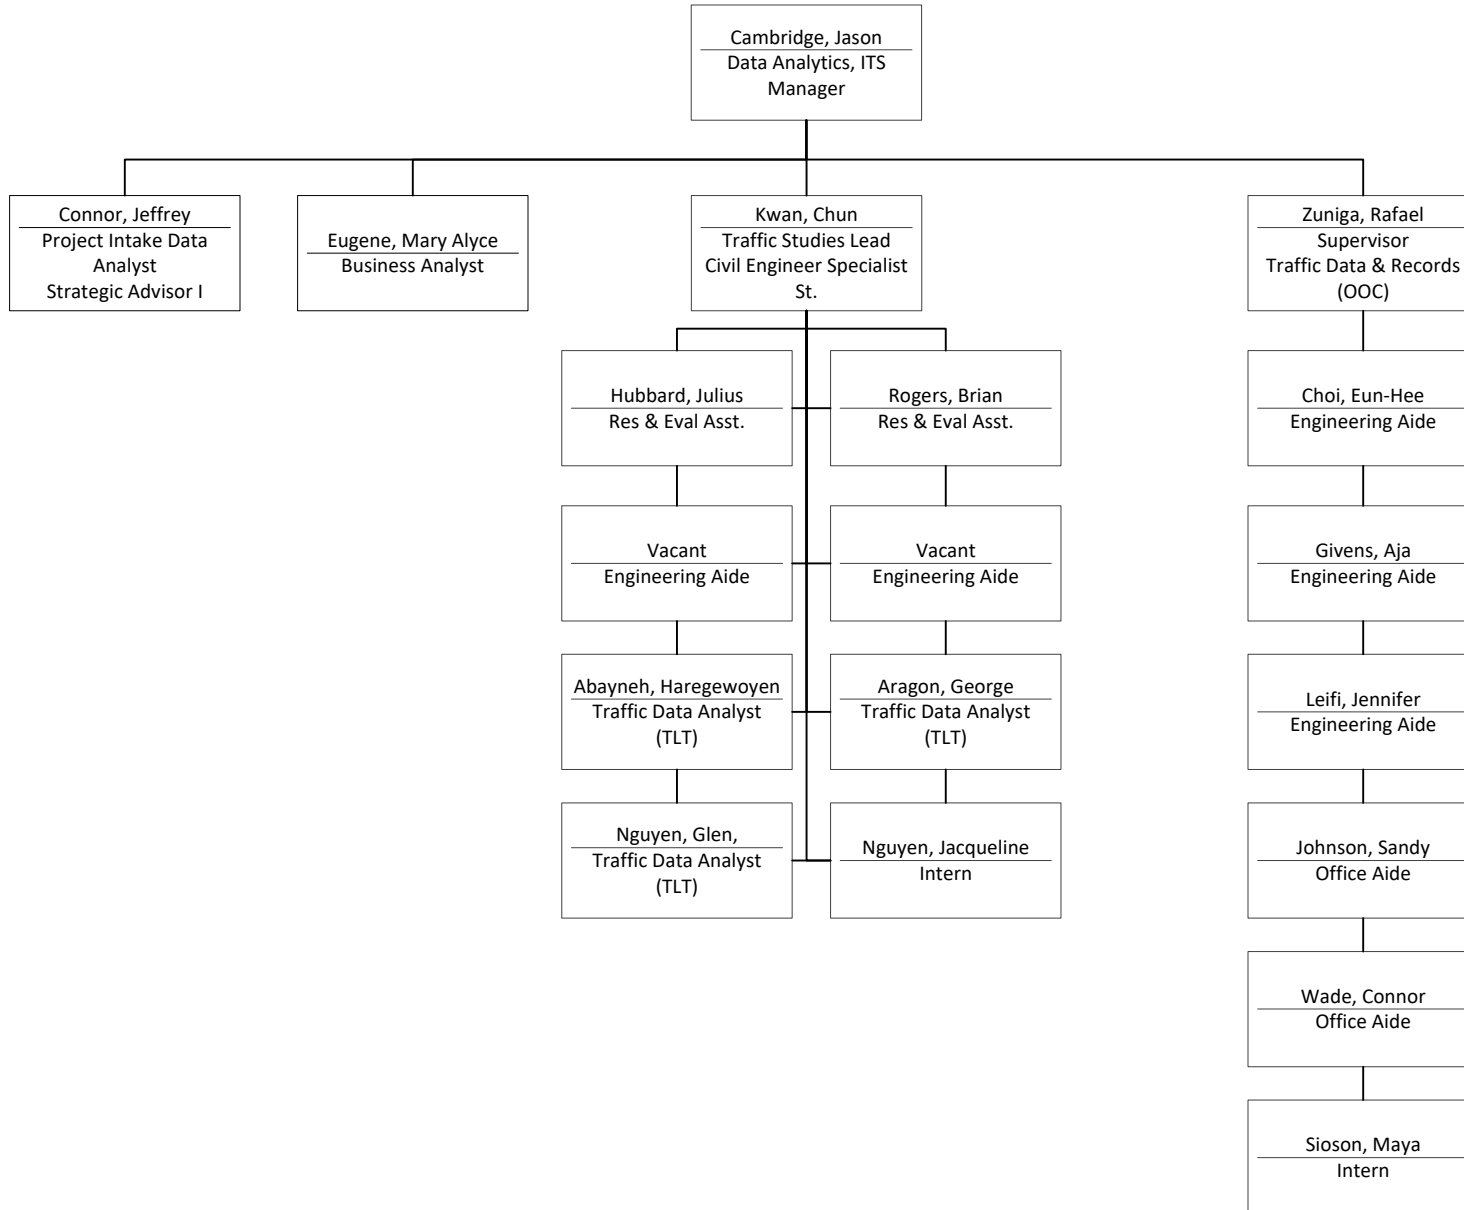 Cambridge, Jason
Data Analytics, ITS
Manager
Connor, Jeffrey
Project Intake Data
Analyst
Strategic Advisor I
Eugene, Mary Alyce
Business Analyst
Kwan, Chun
Traffic Studies Lead
Civil Engineer Specialist
St.
Zuniga, Rafael
Supervisor
Traffic Data & Records
(OOC)
Hubbard, Julius
Res & Eval Asst.
Rogers, Brian
Res & Eval Asst.
Choi, Eun-Hee
Engineering Aide
Vacant
Engineering Aide
Vacant
Engineering Aide
Givens, Aja
Engineering Aide
Abayneh, Haregewoyen
Traffic Data Analyst
(TLT)
Aragon, George
Traffic Data Analyst
(TLT)
Leifi, Jennifer
Engineering Aide
Nguyen, Glen,
Traffic Data Analyst
(TLT)
Nguyen, Jacqueline
Intern
Johnson, Sandy
Office Aide
Wade, Connor
Office Aide
Sioson, Maya
Intern